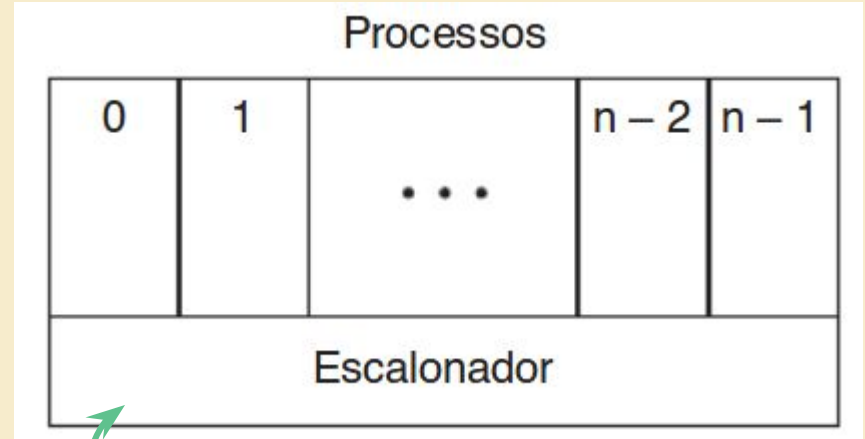 Processos
0 1 ... n – 2 n – 1
Escalonador